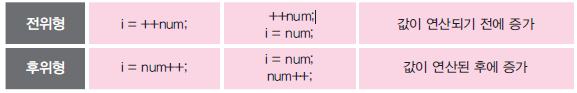 전위형 i = ++num; ++num;
i = num; 값이 연산되기 전에 증가
후위형 i = num++; i = num;
num++; 값이 연산된 후에 증가